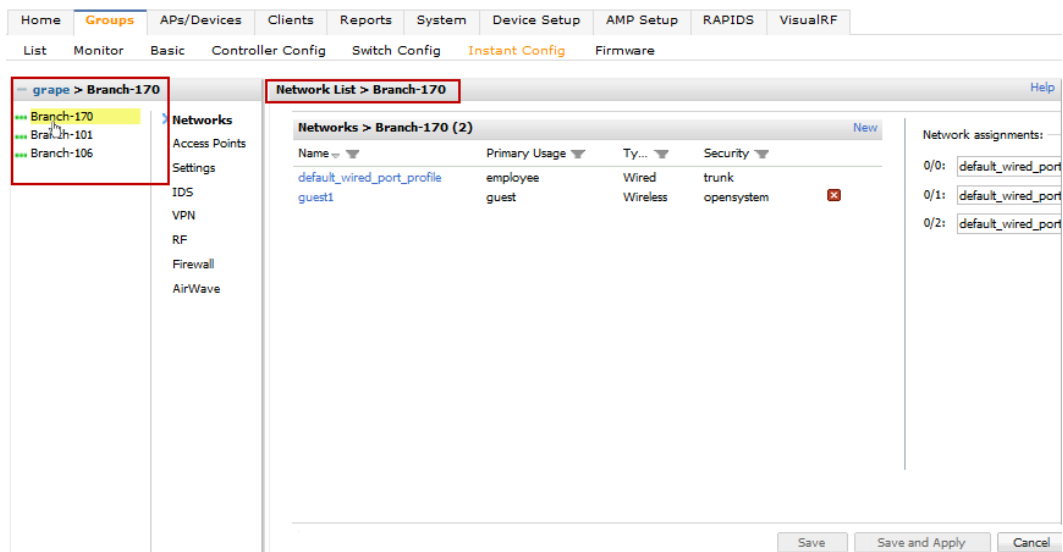 Home Groups APs/Devices Clients Reports System Device Setup AMP Setup RAPIDS VisualRF
List Monitor Basic Controller Config Switch Config Instant Config Firmware
grape > Branch-170
Branch-170
Branch-101
Branch-106
Networks
Access Points
Settings
IDS
VPN
RF
Firewall
AirWave
Network List > Branch-170 Help
Networks > Branch-170 (2) New
Name Primary Usage Ty... Security
default_wired_port_profile employee Wired trunk
guest1 guest Wireless opensystem
Network assignments:
0/0: default_wired_port
0/1: default_wired_port
0/2: default_wired_port
Save Save and Apply Cancel